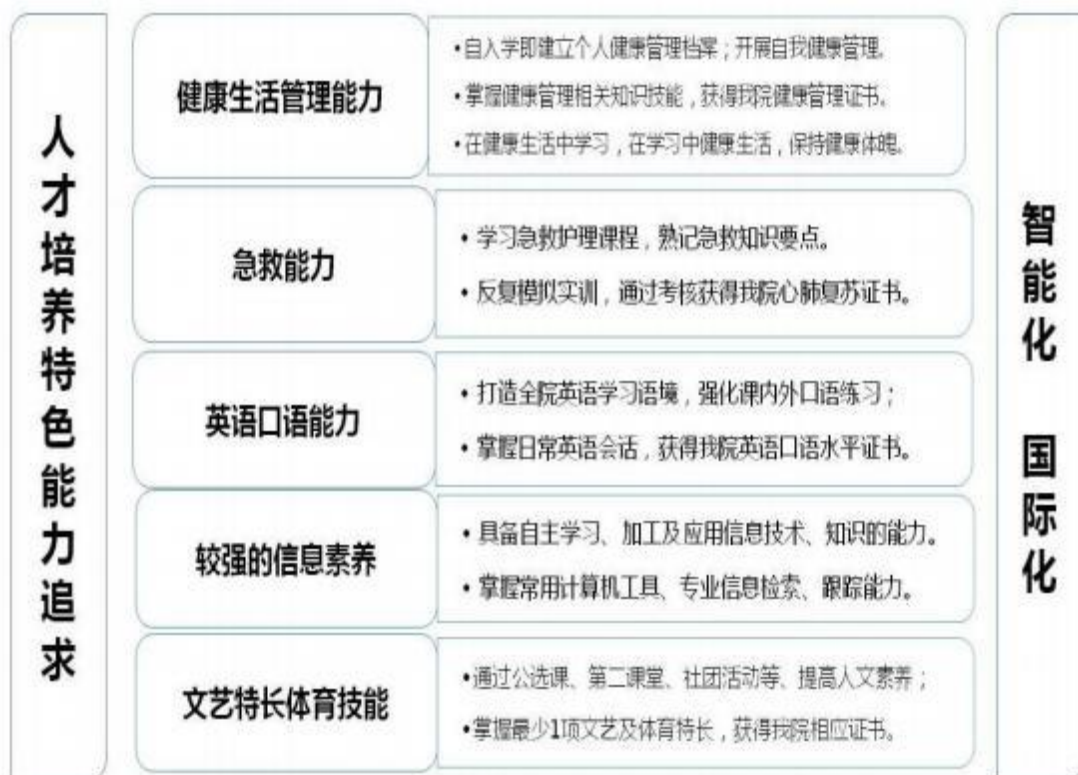 人才培养特色能力追求
健康生活管理能力
•自入学即建立个人健康管理档案；开展自我健康管理。
•掌握健康管理相关知识技能，获得我院健康管理证书。
•在健康生活中学习，在学习中健康生活，保持健康体魄。
急救能力
• 学习急救护理课程，熟记急救知识要点。
• 反复模拟实训，通过考核获得我院心肺复苏证书。
英语口语能力
• 打造全院英语学习语境，强化课内外口语练习；
• 掌握日常英语会话，获得我院英语口语水平证书。
较强的信息素养
• 具备自主学习、加工及应用信息技术、知识的能力。
• 掌握常用计算机工具、专业信息检索、跟踪能力。
文艺特长体育技能
•通过公选课、第二课堂、社团活动等、提高人文素养；
•掌握最少1项文艺及体育特长，获得我院相应证书。
智能化 国际化